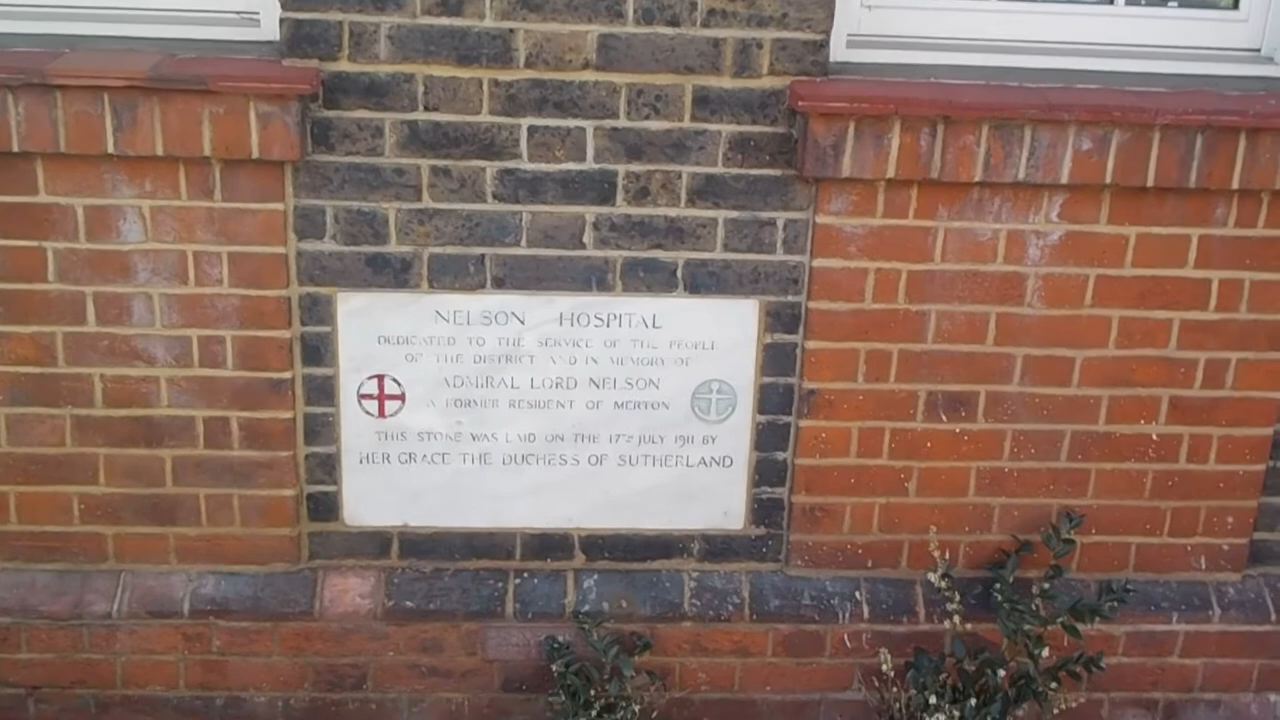 NELSON HOSPITAL
DEDICATED TO THE SERVICE OF THE PEOPLE
OF THE DISTRICT AND IN MEMORY OF
ADMIRAL LORD NELSON
A FORMER RESIDENT OF MERTON
THIS STONE WAS LAID ON THE 17TH JULY 1911 BY
HER GRACE THE DUCHESS OF SUTHERLAND